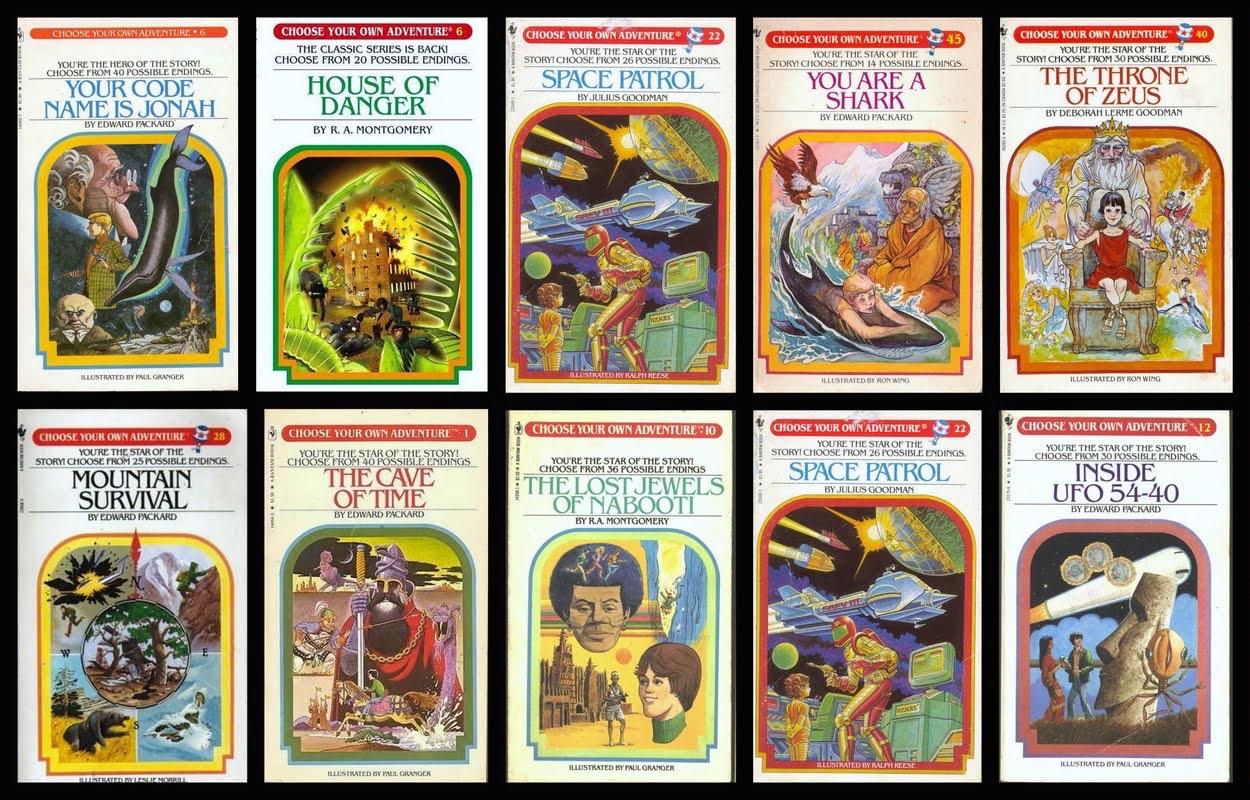 CHOOSE YOUR OWN ADVENTURE • 6
YOU'RE THE HERO OF THE STORY!
CHOOSE FROM 40 POSSIBLE ENDINGS.
YOUR CODE
NAME IS JONAH
BY EDWARD PACKARD
ILLUSTRATED BY PAUL GRANGER
CHOOSE YOUR OWN ADVENTURE® 6
THE CLASSIC SERIES IS BACK!
CHOOSE FROM 20 POSSIBLE ENDINGS.
HOUSE OF
DANGER
BY R. A. MONTGOMERY
CHOOSE YOUR OWN ADVENTURE® 22
YOU'RE THE STAR OF THE
STORY! CHOOSE FROM 26 POSSIBLE ENDINGS.
SPACE PATROL
BY JULIUS GOODMAN
ILLUSTRATED BY RALPH REESE
CHOOSE YOUR OWN ADVENTURE® 45
YOU'RE THE STAR OF THE
STORY! CHOOSE FROM 14 POSSIBLE ENDINGS.
YOU ARE A
SHARK
BY EDWARD PACKARD
ILLUSTRATED BY RON WING
CHOOSE YOUR OWN ADVENTURE® 40
YOU'RE THE STAR OF THE
STORY! CHOOSE FROM 30 POSSIBLE ENDINGS.
THE THRONE
OF ZEUS
BY DEBORAH LERME GOODMAN
ILLUSTRATED BY RON WING
CHOOSE YOUR OWN ADVENTURE® 28
YOU'RE THE STAR OF THE
STORY! CHOOSE FROM 25 POSSIBLE ENDINGS.
MOUNTAIN
SURVIVAL
BY EDWARD PACKARD
N
W E
S
ILLUSTRATED BY LESLIE MORRILL
CHOOSE YOUR OWN ADVENTURE™ • 1
YOU'RE THE STAR OF THE STORY!
CHOOSE FROM 40 POSSIBLE ENDINGS
THE CAVE
OF TIME
BY EDWARD PACKARD
ILLUSTRATED BY PAUL GRANGER
CHOOSE YOUR OWN ADVENTURE™ • 10
YOU'RE THE STAR OF THE STORY!
CHOOSE FROM 36 POSSIBLE ENDINGS.
THE LOST JEWELS
OF NABOOTI
BY R.A. MONTGOMERY
ILLUSTRATED BY PAUL GRANGER
CHOOSE YOUR OWN ADVENTURE® 22
YOU'RE THE STAR OF THE
STORY! CHOOSE FROM 26 POSSIBLE ENDINGS.
SPACE PATROL
BY JULIUS GOODMAN
ILLUSTRATED BY RALPH REESE
CHOOSE YOUR OWN ADVENTURE™ • 12
YOU'RE THE STAR OF THE STORY!
CHOOSE FROM 30 POSSIBLE ENDINGS.
INSIDE
UFO 54-40
BY EDWARD PACKARD
ILLUSTRATED BY PAUL GRANGER